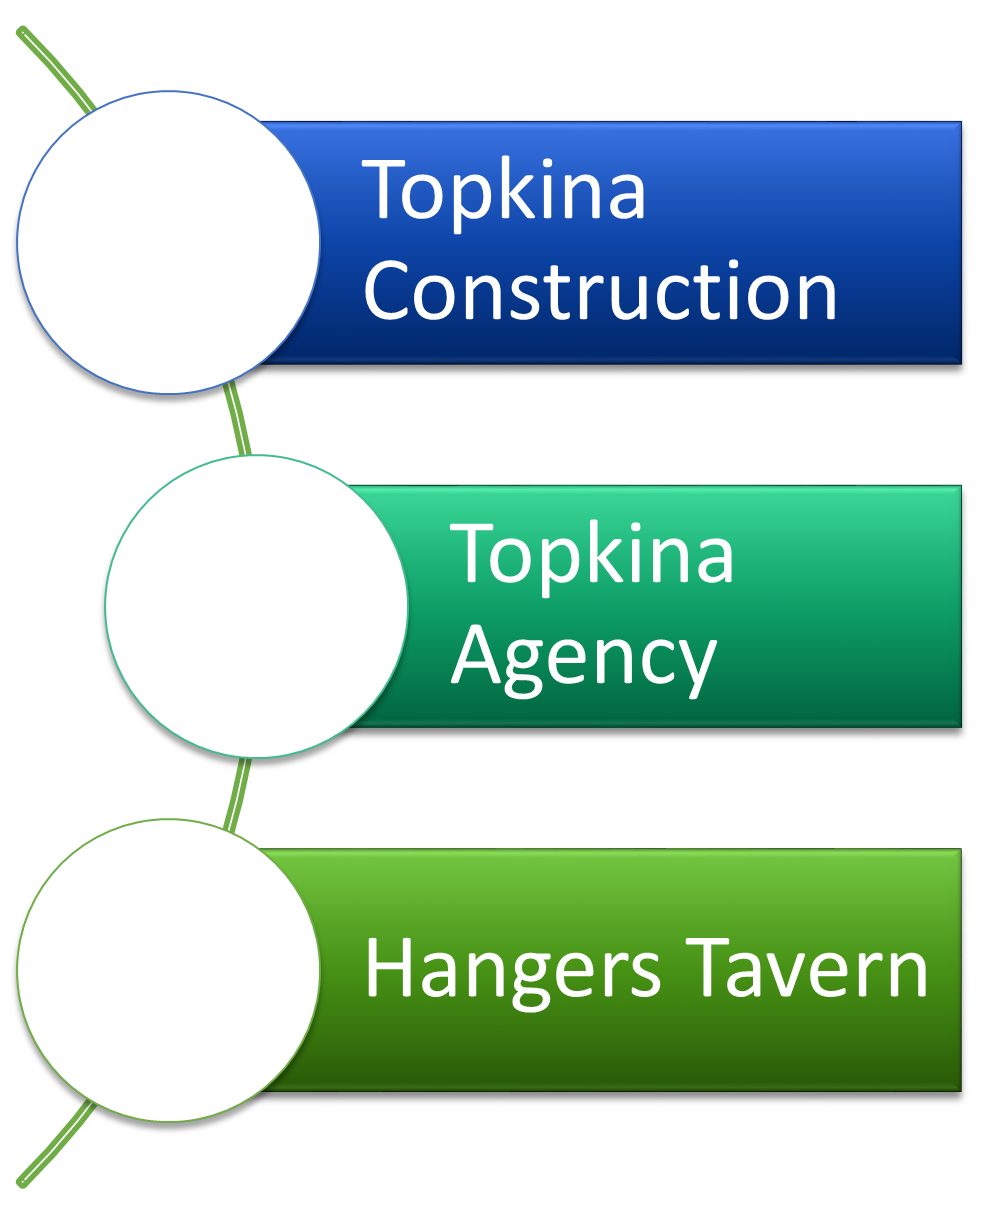 Topkina
Construction
Topkina
Agency
Hangers Tavern